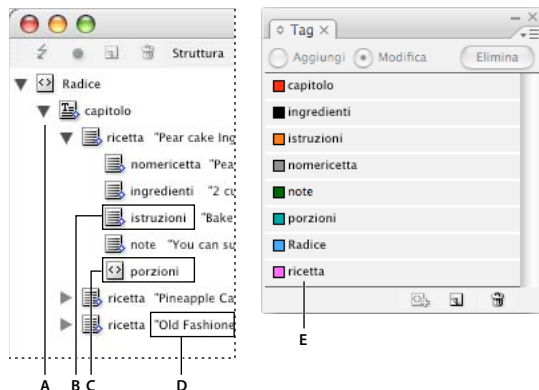 Struttura
Radice
capitolo
ricetta "Pear cake Ing
nomericetta "Pea
ingredienti "2 cu
istruzioni "Bake
note "You can su
porzioni
ricetta "Pineapple Ca
ricetta "Old Fashione
A B C D
Tag
Aggiungi Modifica Elimina
capitolo
ingredienti
istruzioni
nomericetta
note
porzioni
Radice
ricetta
E